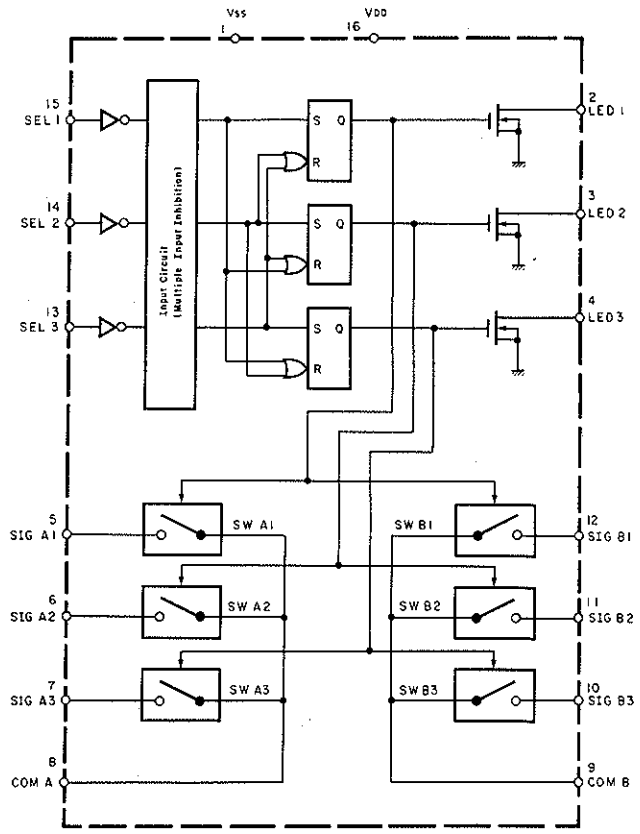 VSS
VDD
1
16
15
SEL 1
14
SEL 2
13
SEL 3
Input Circuit
(Multiple Input Inhibition)
S Q
R
S Q
R
S Q
R
2
LED 1
3
LED 2
4
LED 3
5
SIG A1
SW A1
SW B1
12
SIG B1
6
SIG A2
SW A2
SW B2
11
SIG B2
7
SIG A3
SW A3
SW B3
10
SIG B3
8
COM A
9
COM B